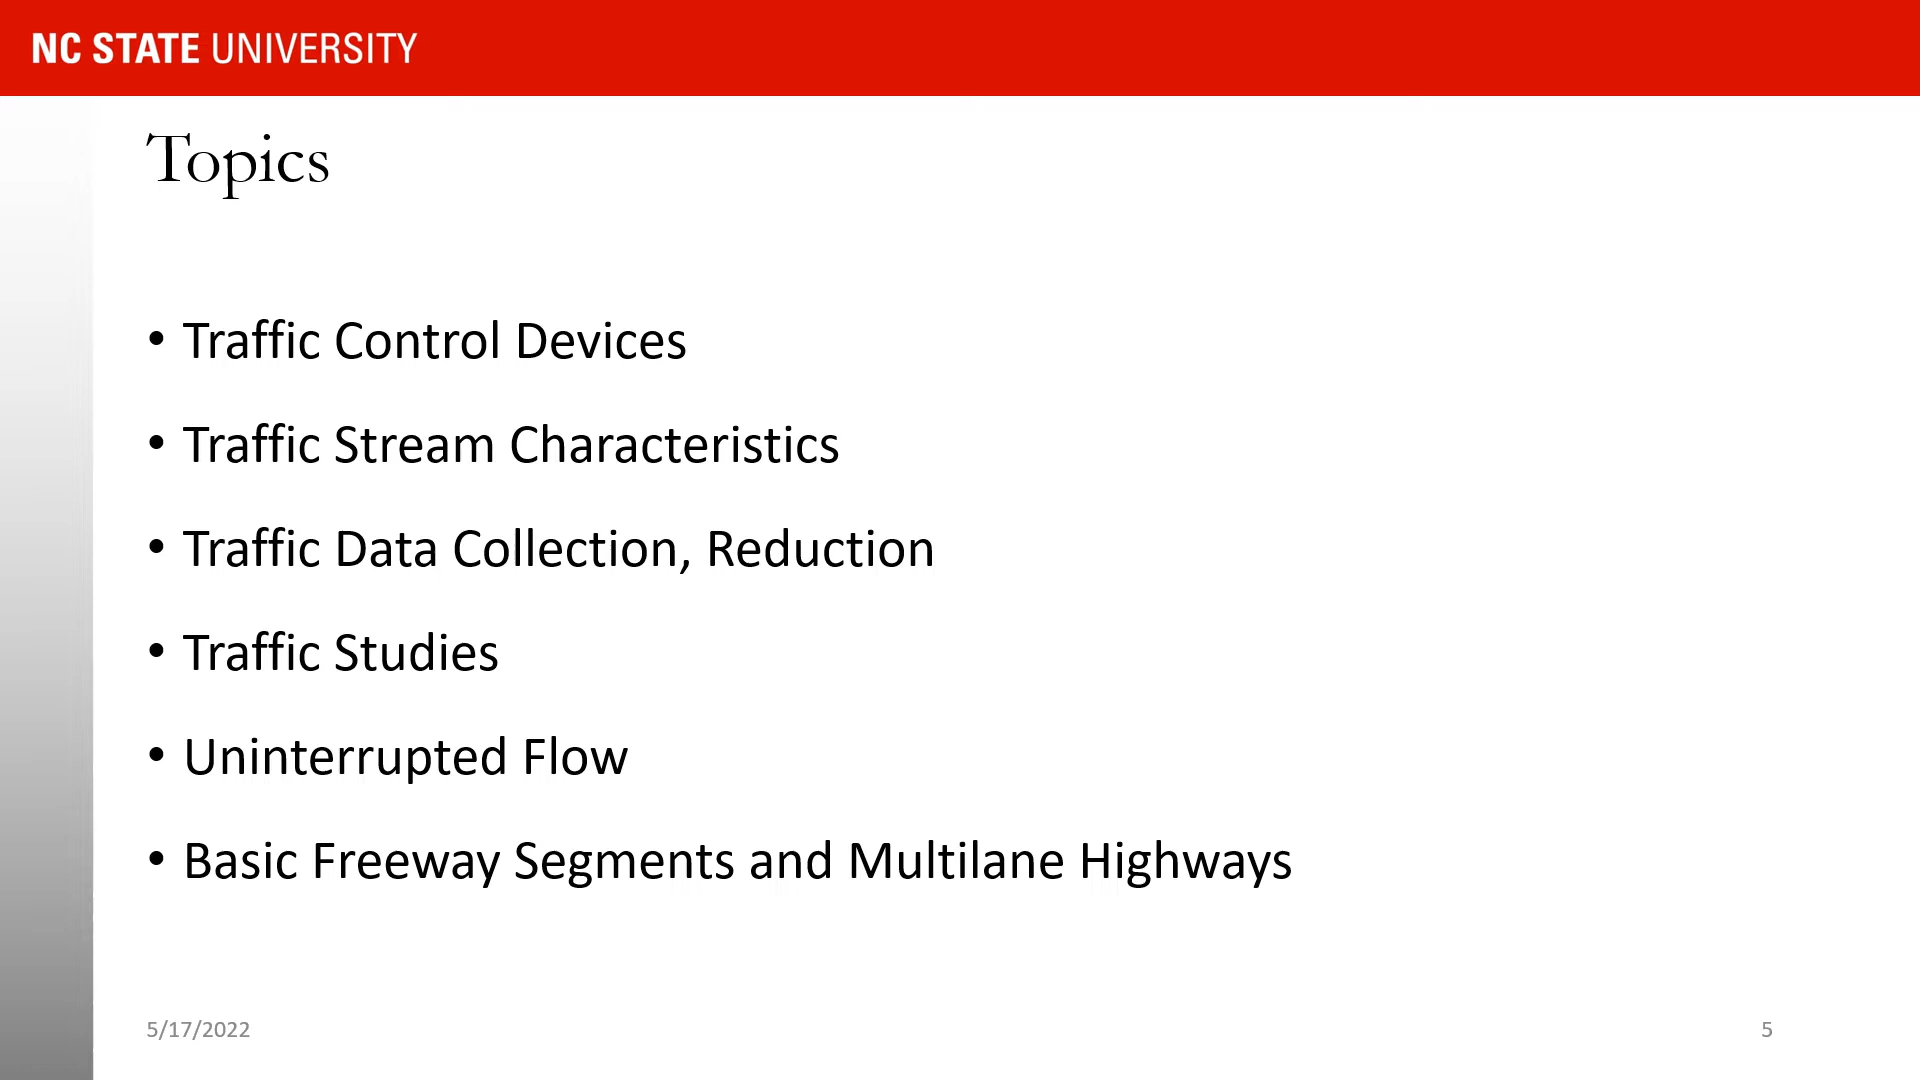 NC STATE UNIVERSITY
Topics
• Traffic Control Devices
• Traffic Stream Characteristics
• Traffic Data Collection, Reduction
• Traffic Studies
• Uninterrupted Flow
• Basic Freeway Segments and Multilane Highways
5/17/2022
5